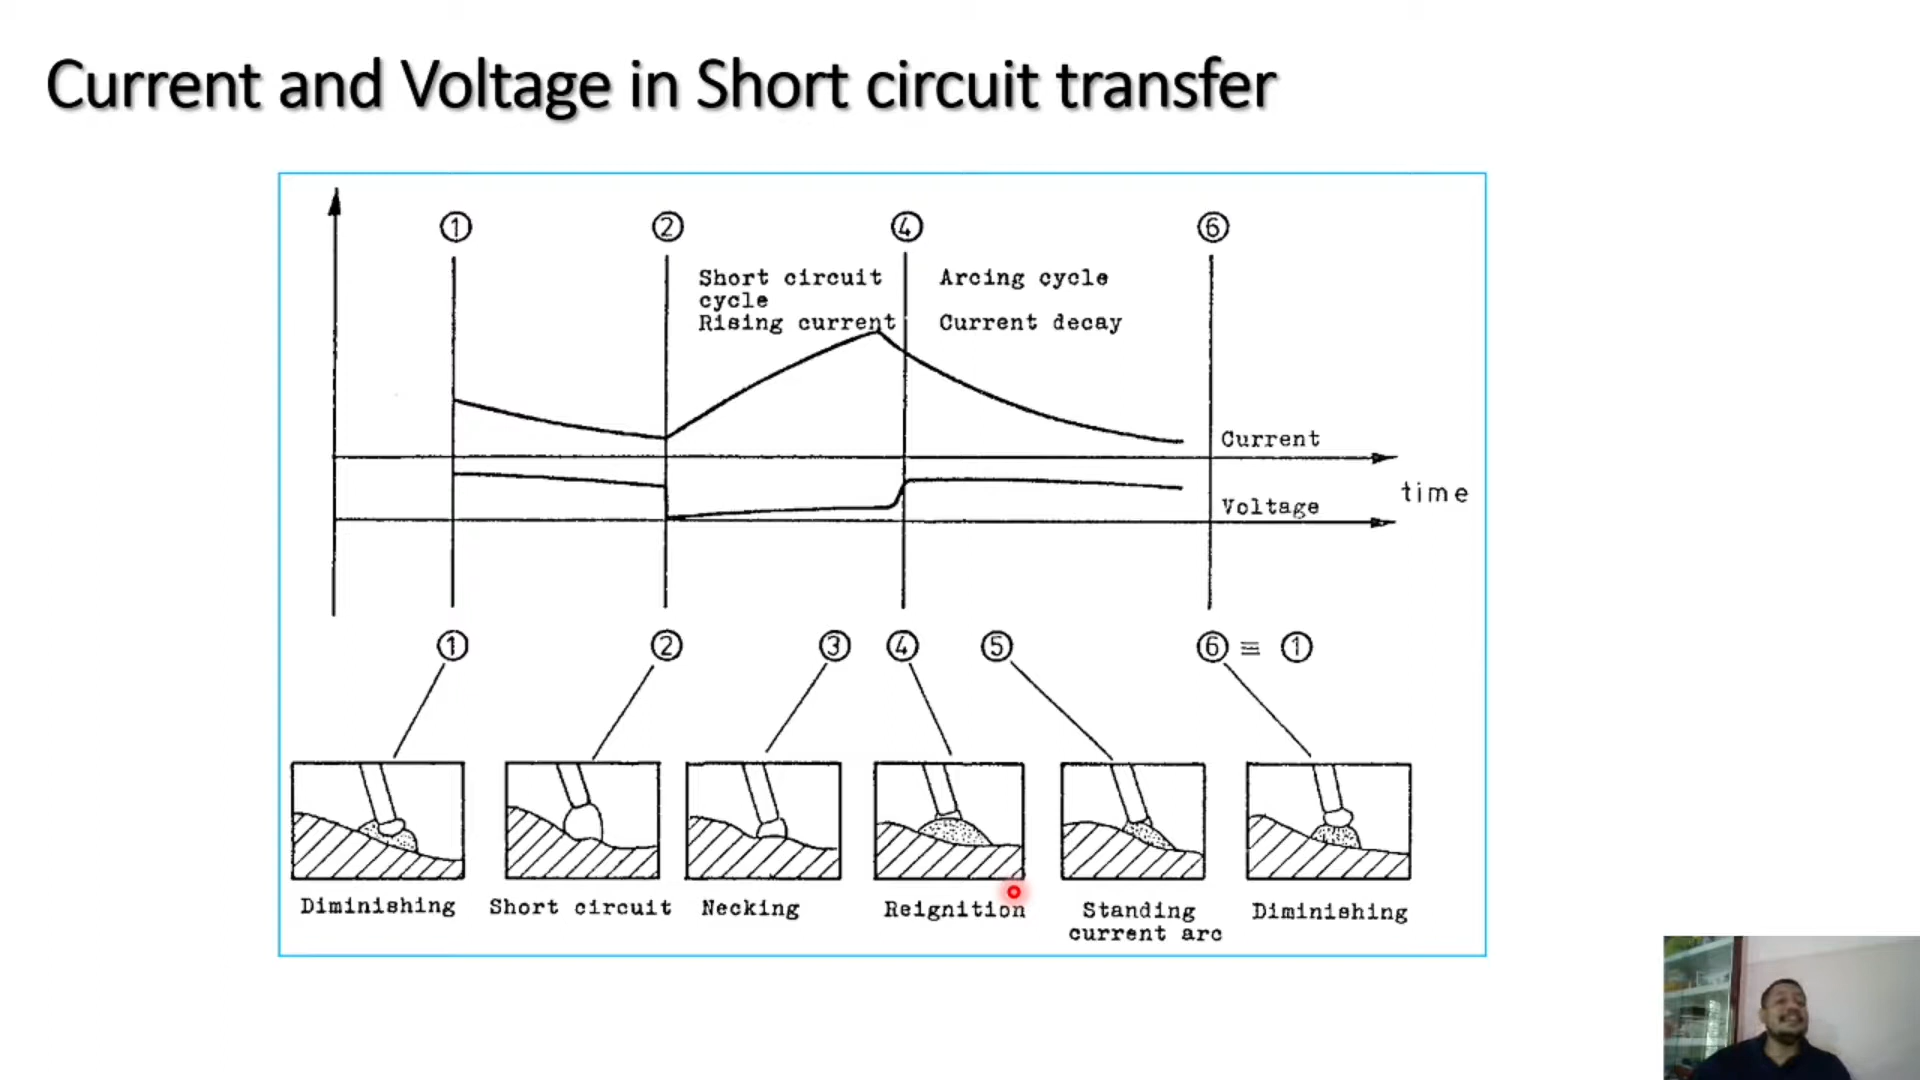 Current and Voltage in Short circuit transfer
① ② ④ ⑥
Short circuit
cycle
Rising current
Arcing cycle
Current decay
Current
time
Voltage
① ② ③ ④ ⑤ ⑥ ≡ ①
Diminishing
Short circuit
Necking
Reignition
Standing
current arc
Diminishing